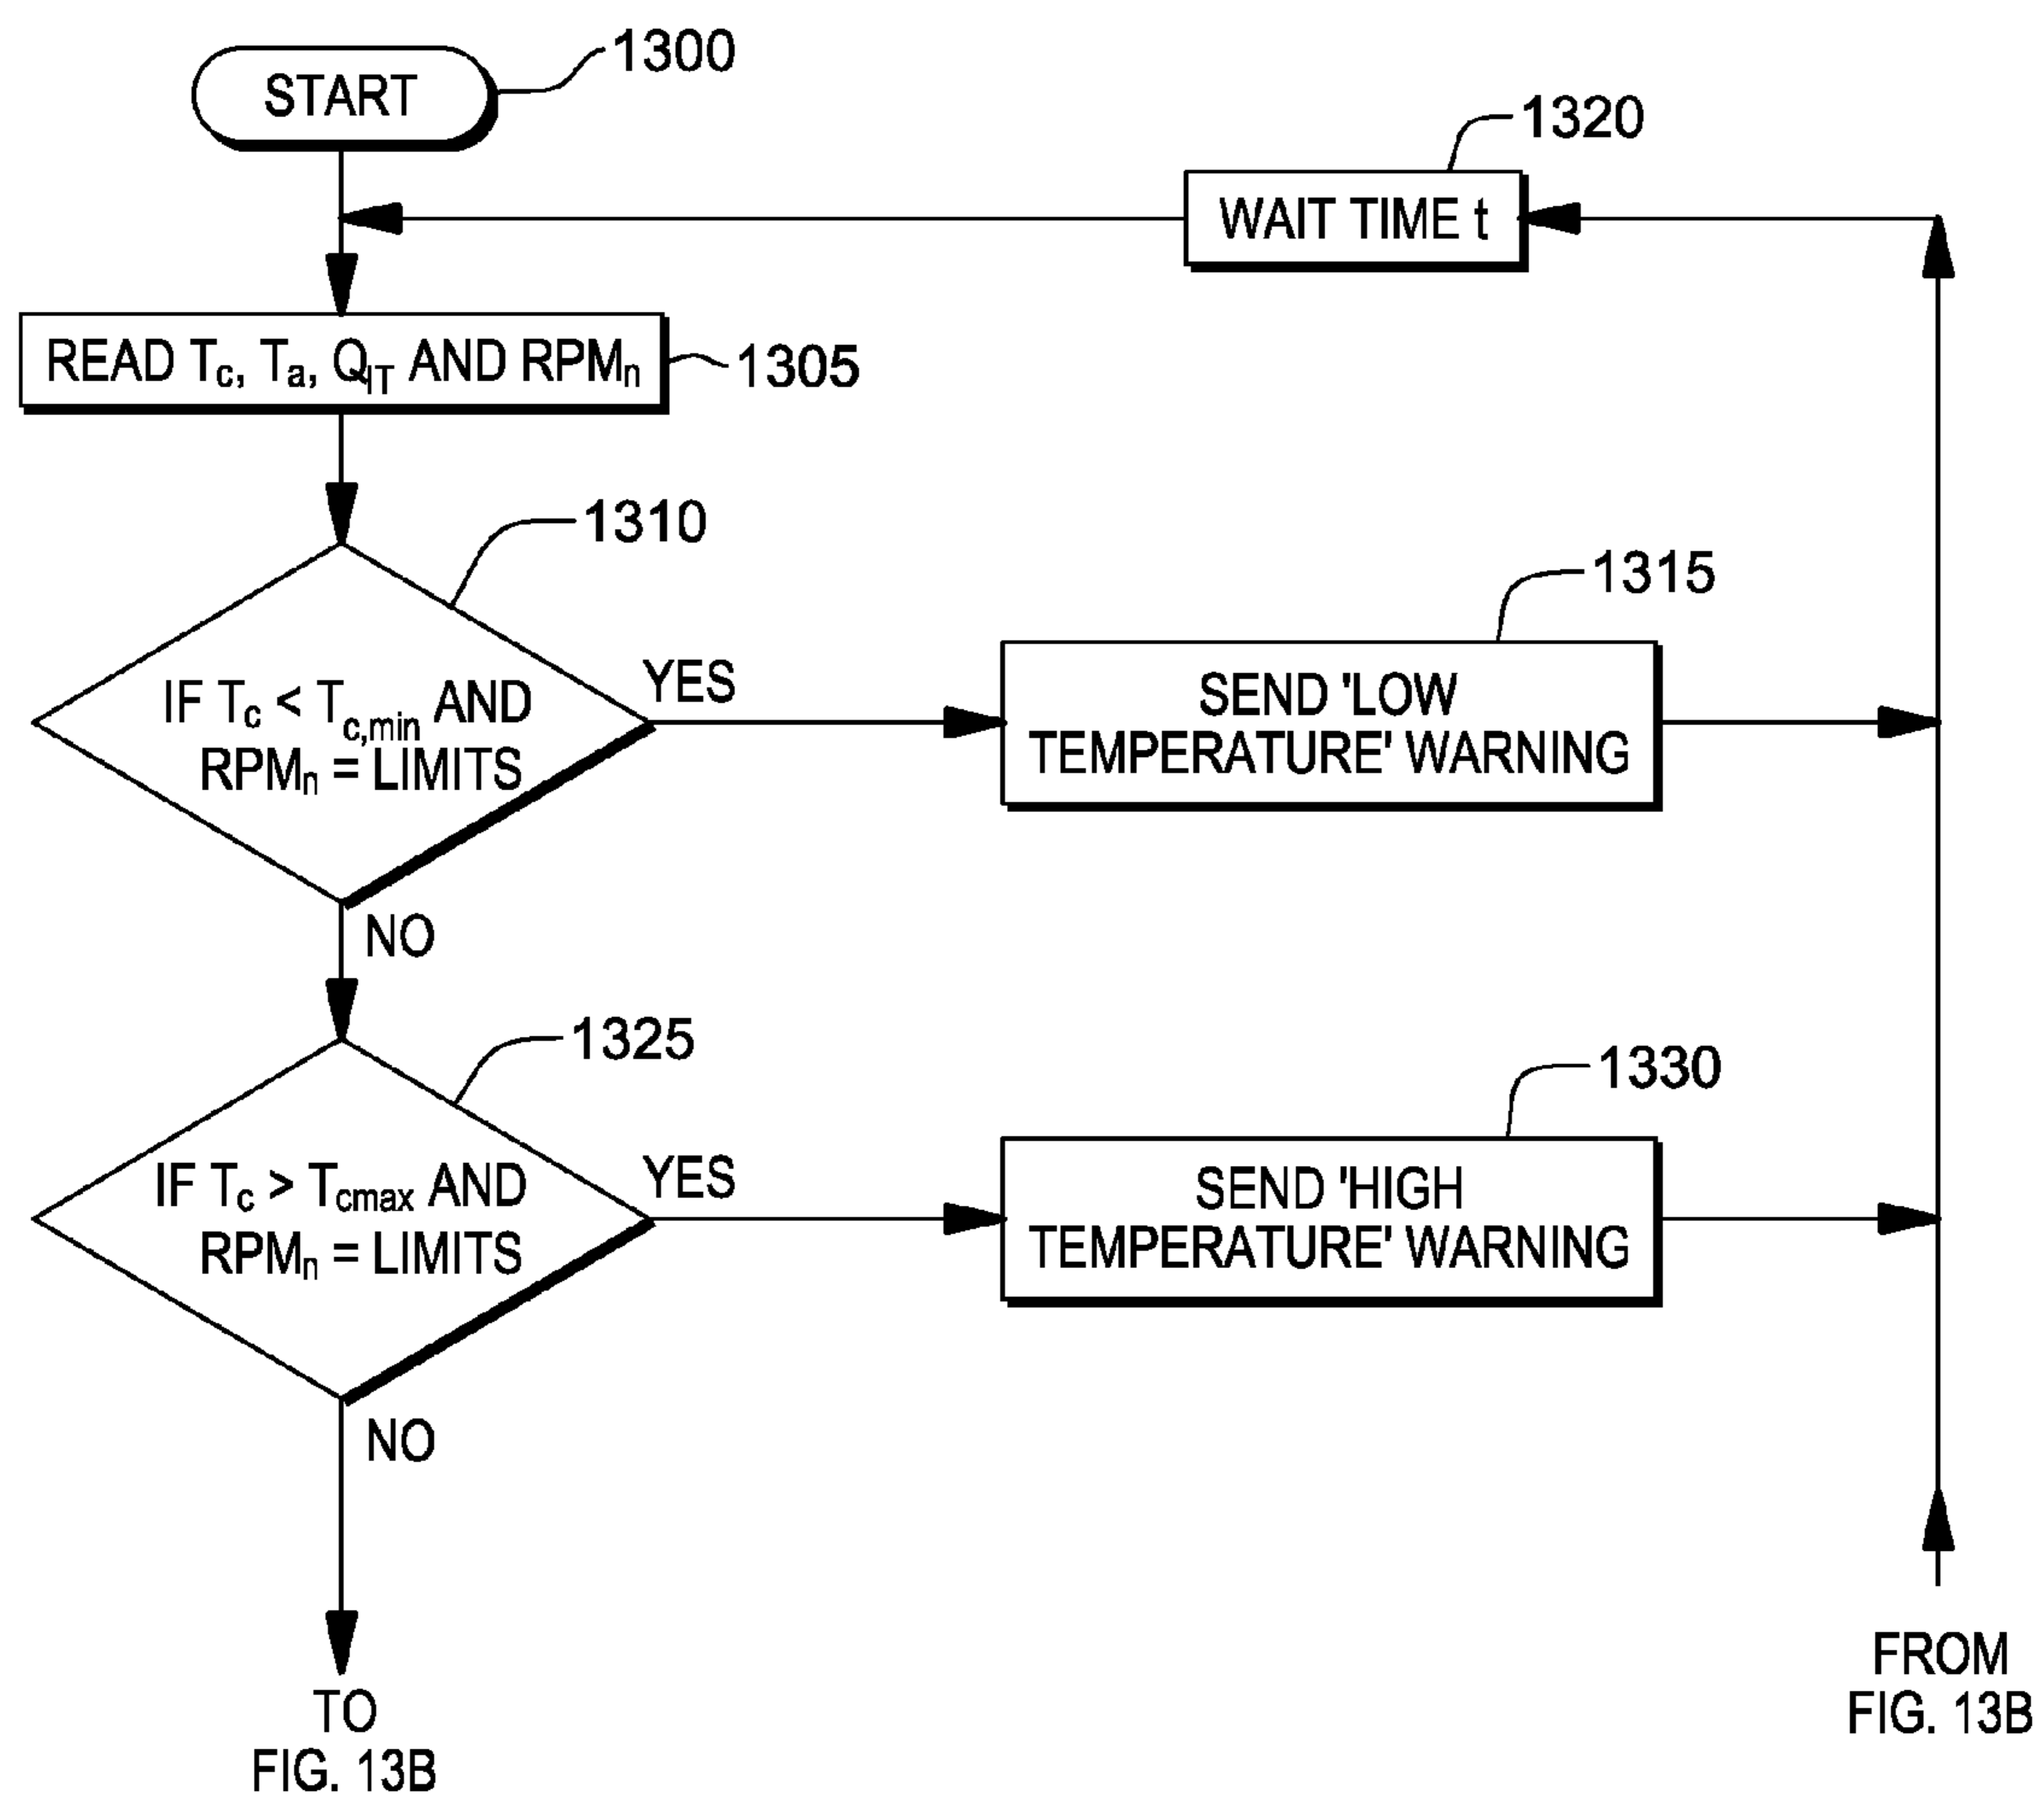 START
1300
1320
WAIT TIME t
READ Tc, Ta, QIT AND RPMn
1305
1310
1315
IF Tc < Tc,min AND
RPMn = LIMITS
YES
SEND 'LOW
TEMPERATURE' WARNING
NO
1325
1330
IF Tc > Tcmax AND
RPMn = LIMITS
YES
SEND 'HIGH
TEMPERATURE' WARNING
NO
TO
FIG. 13B
FROM
FIG. 13B